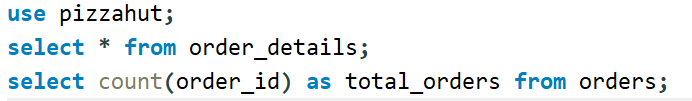 use pizzahut;
select * from order_details;
select count(order_id) as total_orders from orders;